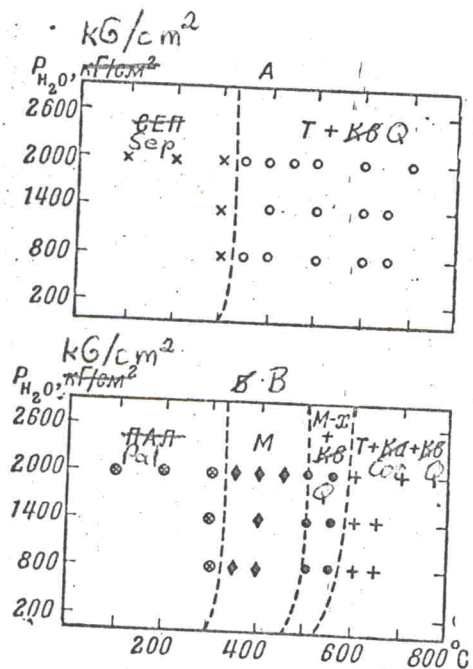 kG/cm²
P H₂O, кГ/см²
А
2600
СЕП
Sep
T + Кв Q
2000
1400
800
200
kG/cm²
P H₂O, кГ/см²
Б · B
2600
ПАЛ
Pal
M
M-x
+
Кв
Q
T + Ка + Кв
Coe Q
2000
1400
800
200
200 400 600 800°C